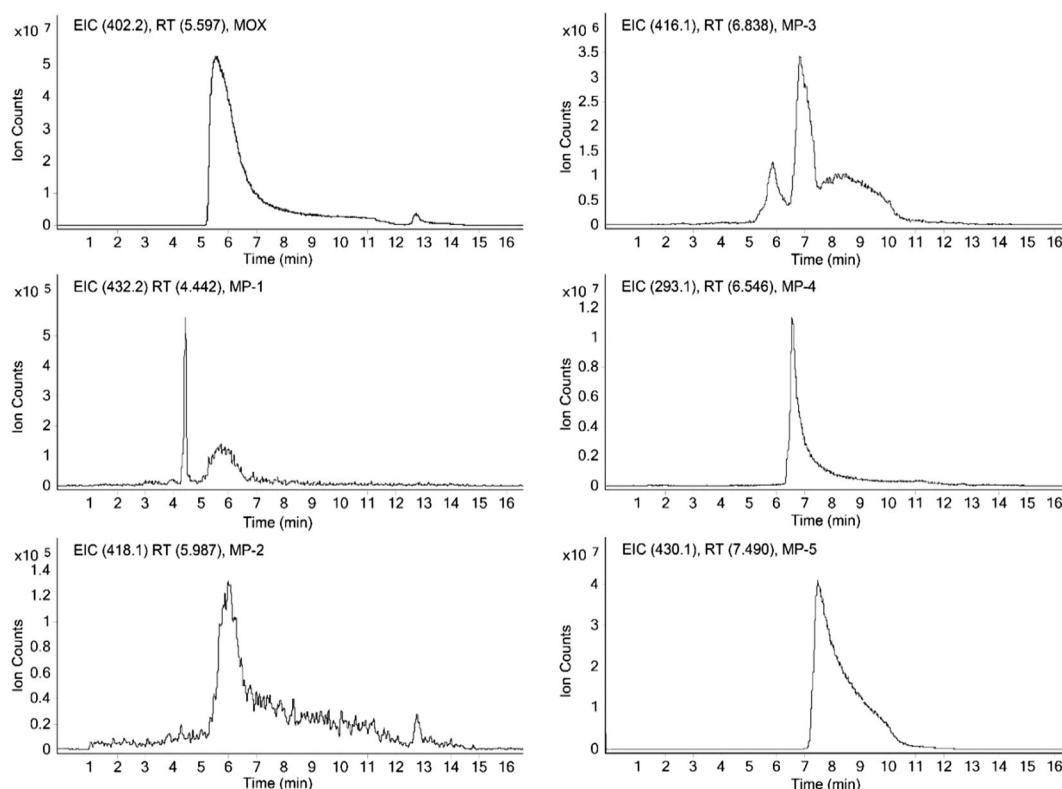 x10 7
EIC (402.2), RT (5.597), MOX
5
4
3
2
1
0
Ion Counts
1 2 3 4 5 6 7 8 9 10 11 12 13 14 15 16
Time (min)
x10 5
EIC (432.2) RT (4.442), MP-1
5
4
3
2
1
0
Ion Counts
1 2 3 4 5 6 7 8 9 10 11 12 13 14 15 16
Time (min)
x10 5
EIC (418.1) RT (5.987), MP-2
1.4
1.2
1
0.8
0.6
0.4
0.2
0
Ion Counts
1 2 3 4 5 6 7 8 9 10 11 12 13 14 15 16
Time (min)
x10 6
EIC (416.1), RT (6.838), MP-3
3.5
3
2.5
2
1.5
1
0.5
0
Ion Counts
1 2 3 4 5 6 7 8 9 10 11 12 13 14 15 16
Time (min)
x10 7
EIC (293.1), RT (6.546), MP-4
1.2
1
0.8
0.6
0.4
0.2
0
Ion Counts
1 2 3 4 5 6 7 8 9 10 11 12 13 14 15 16
Time (min)
x10 7
EIC (430.1), RT (7.490), MP-5
4
3
2
1
0
Ion Counts
1 2 3 4 5 6 7 8 9 10 11 12 13 14 15 16
Time (min)